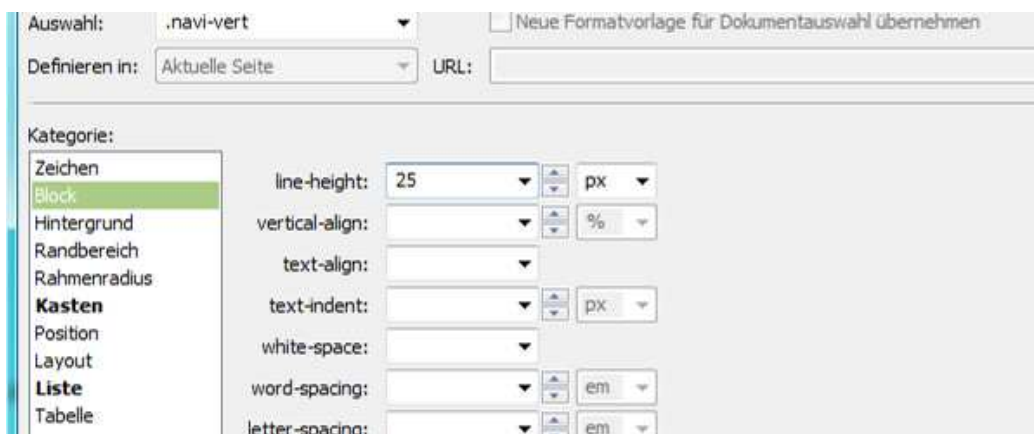 Auswahl: .navi-vert Neue Formatvorlage für Dokumentauswahl übernehmen
Definieren in: Aktuelle Seite URL:
Kategorie:
Zeichen
Block
Hintergrund
Randbereich
Rahmenradius
Kasten
Position
Layout
Liste
Tabelle
line-height: 25 px
vertical-align: %
text-align:
text-indent: px
white-space:
word-spacing: em
letter-spacing: em